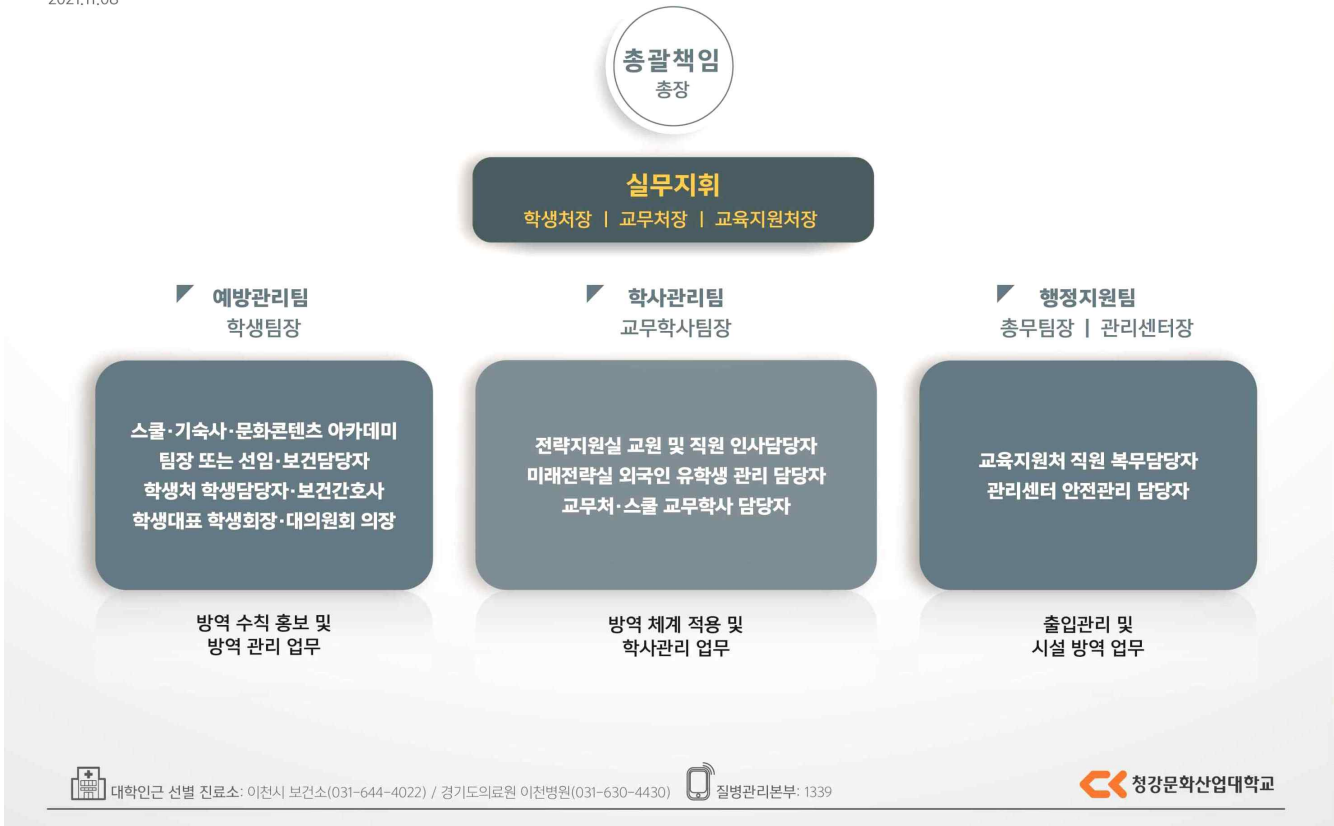 2021.11.08
총괄책임
총장
실무지휘
학생처장 | 교무처장 | 교육지원처장
예방관리팀
학생팀장
스쿨·기숙사·문화콘텐츠 아카데미
팀장 또는 선임·보건담당자
학생처 학생담당자·보건간호사
학생대표 학생회장·대의원회 의장
방역 수칙 홍보 및
방역 관리 업무
학사관리팀
교무학사팀장
전략지원실 교원 및 직원 인사담당자
미래전략실 외국인 유학생 관리 담당자
교무처·스쿨 교무학사 담당자
방역 체계 적용 및
학사관리 업무
행정지원팀
총무팀장 | 관리센터장
교육지원처 직원 복무담당자
관리센터 안전관리 담당자
출입관리 및
시설 방역 업무
대학인근 선별 진료소: 이천시 보건소(031-644-4022) / 경기도의료원 이천병원(031-630-4430)
질병관리본부: 1339
청강문화산업대학교